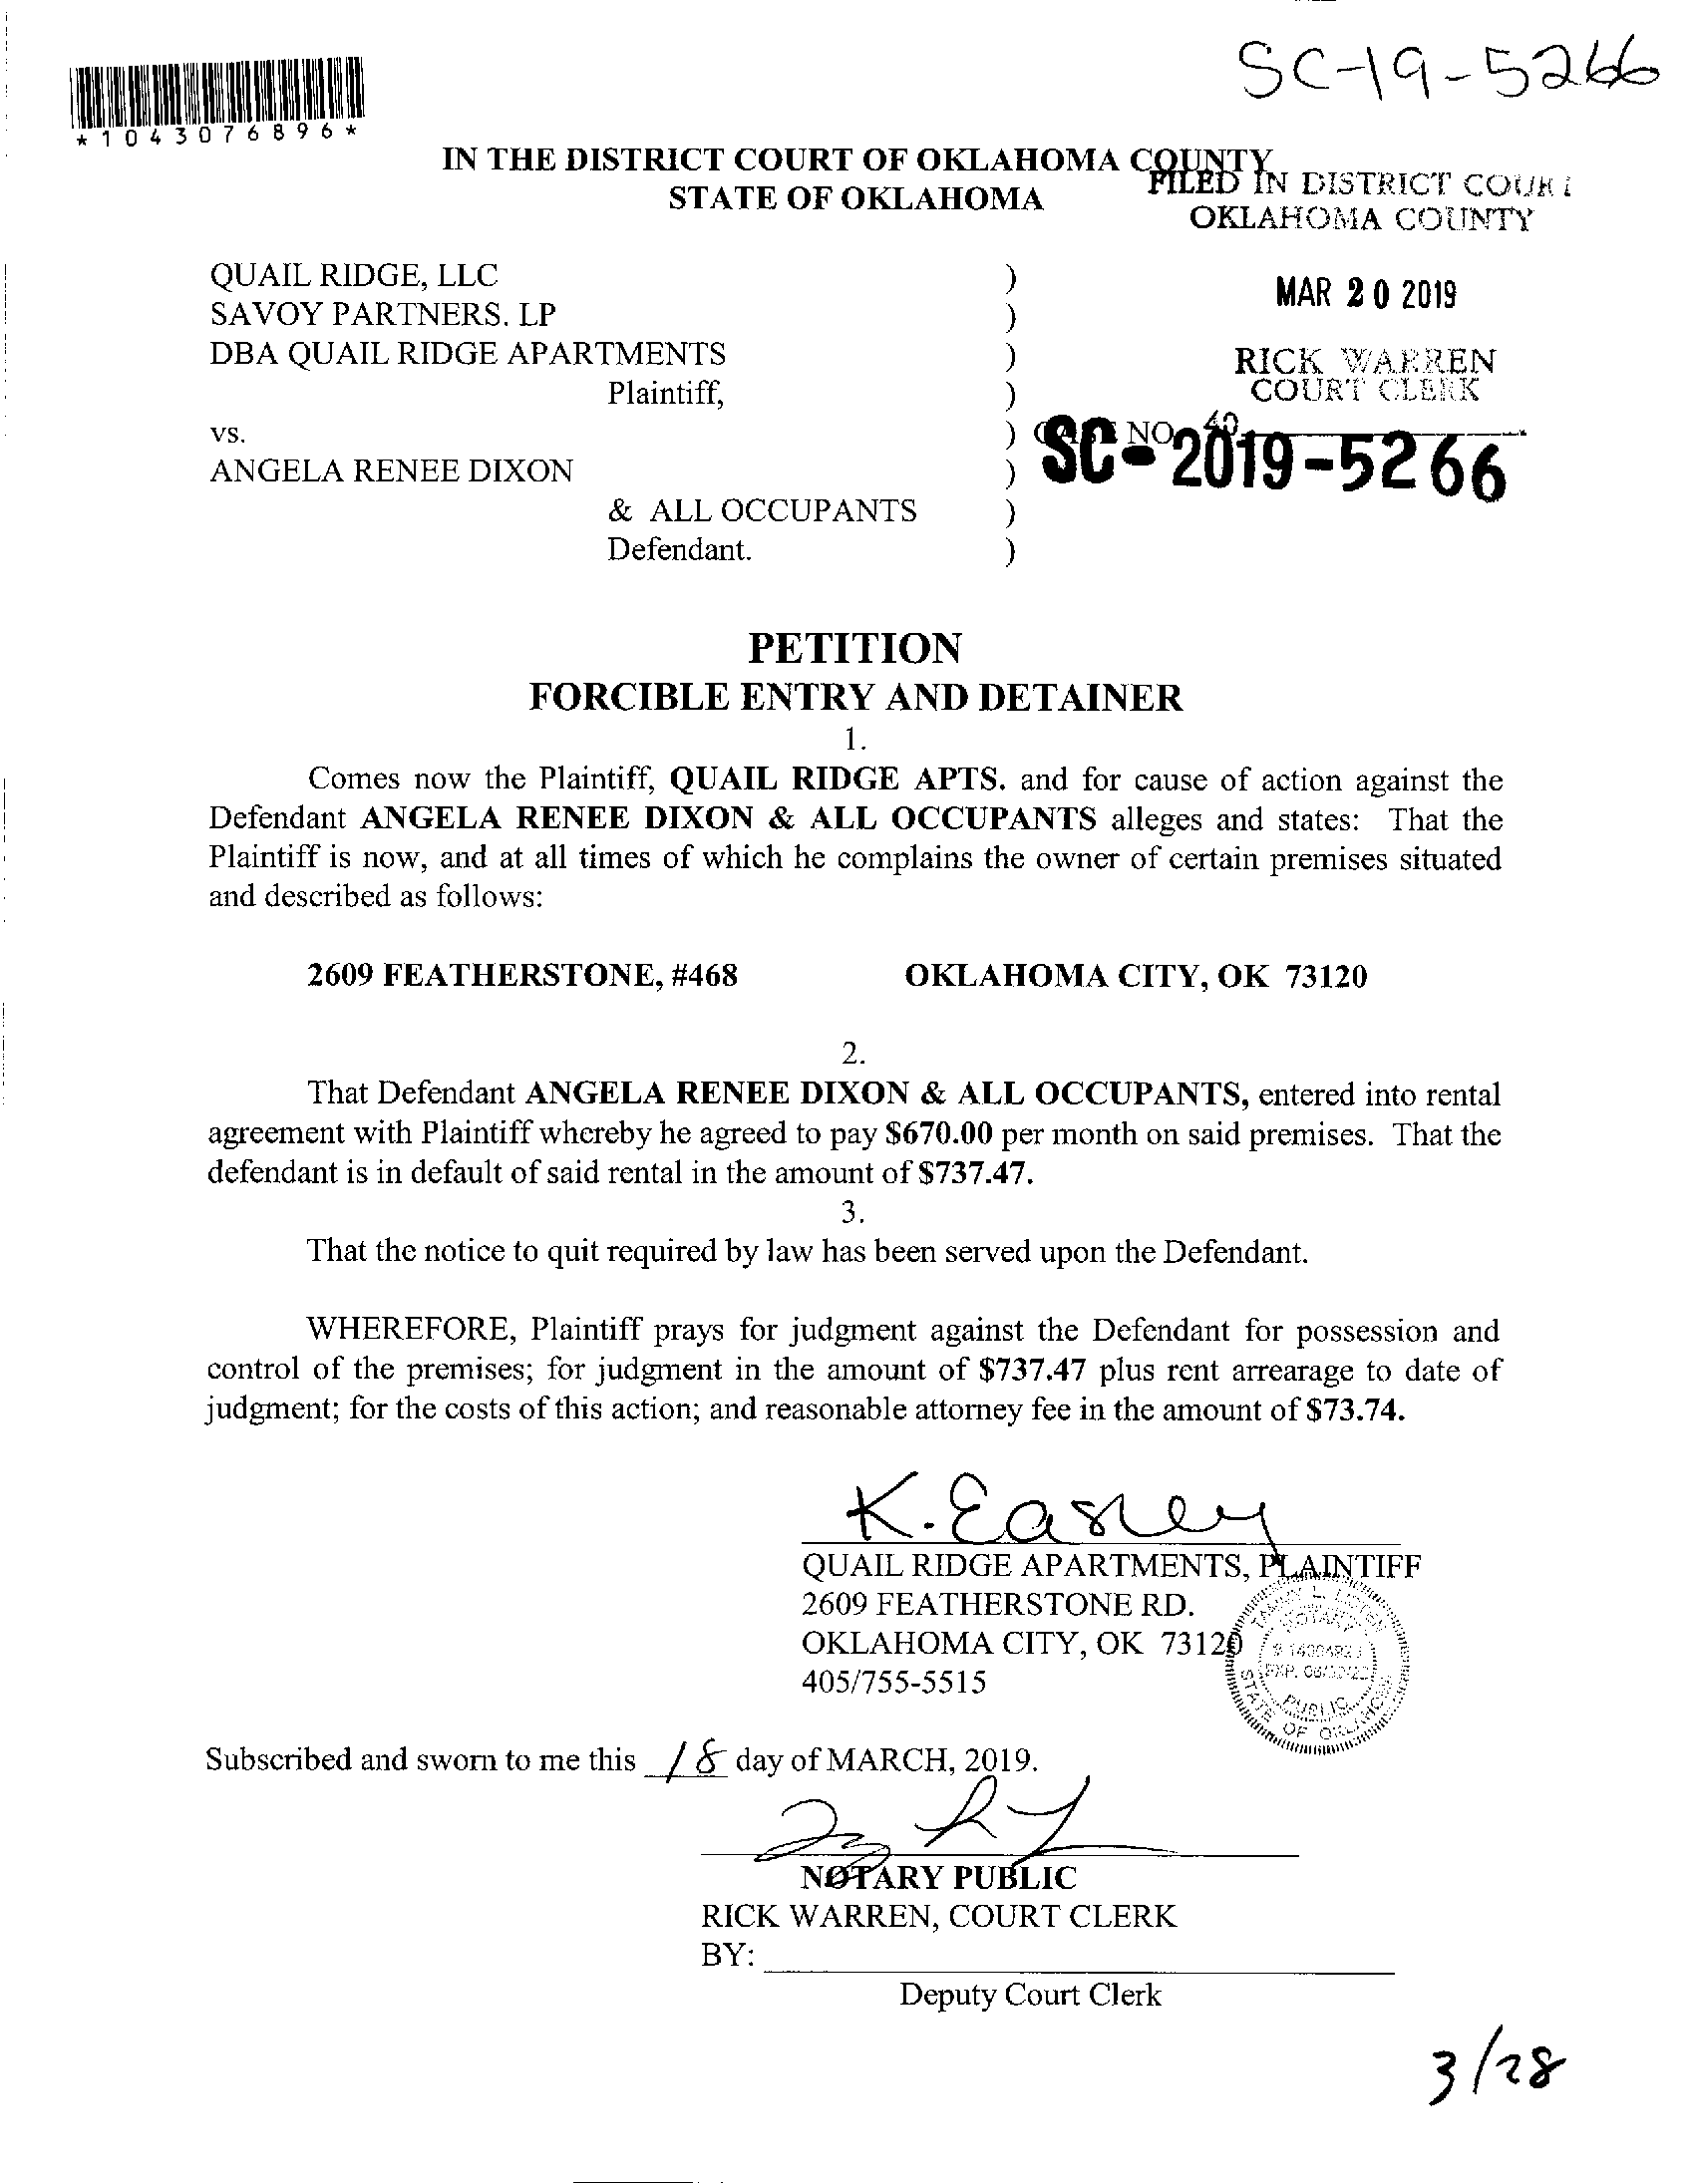 SC-19-5266
*1043076896*
IN THE DISTRICT COURT OF OKLAHOMA COUNTY
STATE OF OKLAHOMA
FILED IN DISTRICT COURT
OKLAHOMA COUNTY
MAR 20 2019
RICK WARREN
COURT CLERK
QUAIL RIDGE, LLC )
SAVOY PARTNERS. LP )
DBA QUAIL RIDGE APARTMENTS )
Plaintiff, )
vs. ) NO.
SC-2019-5266
ANGELA RENEE DIXON )
& ALL OCCUPANTS )
Defendant. )
PETITION
FORCIBLE ENTRY AND DETAINER
1.
Comes now the Plaintiff, QUAIL RIDGE APTS. and for cause of action against the
Defendant ANGELA RENEE DIXON & ALL OCCUPANTS alleges and states: That the
Plaintiff is now, and at all times of which he complains the owner of certain premises situated
and described as follows:
2609 FEATHERSTONE, #468 OKLAHOMA CITY, OK 73120
2.
That Defendant ANGELA RENEE DIXON & ALL OCCUPANTS, entered into rental
agreement with Plaintiff whereby he agreed to pay $670.00 per month on said premises. That the
defendant is in default of said rental in the amount of $737.47.
3.
That the notice to quit required by law has been served upon the Defendant.
WHEREFORE, Plaintiff prays for judgment against the Defendant for possession and
control of the premises; for judgment in the amount of $737.47 plus rent arrearage to date of
judgment; for the costs of this action; and reasonable attorney fee in the amount of $73.74.
K. Easley
QUAIL RIDGE APARTMENTS, PLAINTIFF
2609 FEATHERSTONE RD.
OKLAHOMA CITY, OK 73120
405/755-5515
NOTARY
PUBLIC
STATE OF OKLAHOMA
Subscribed and sworn to me this 18 day of MARCH, 2019.
NOTARY PUBLIC
RICK WARREN, COURT CLERK
BY:
Deputy Court Clerk
3/28